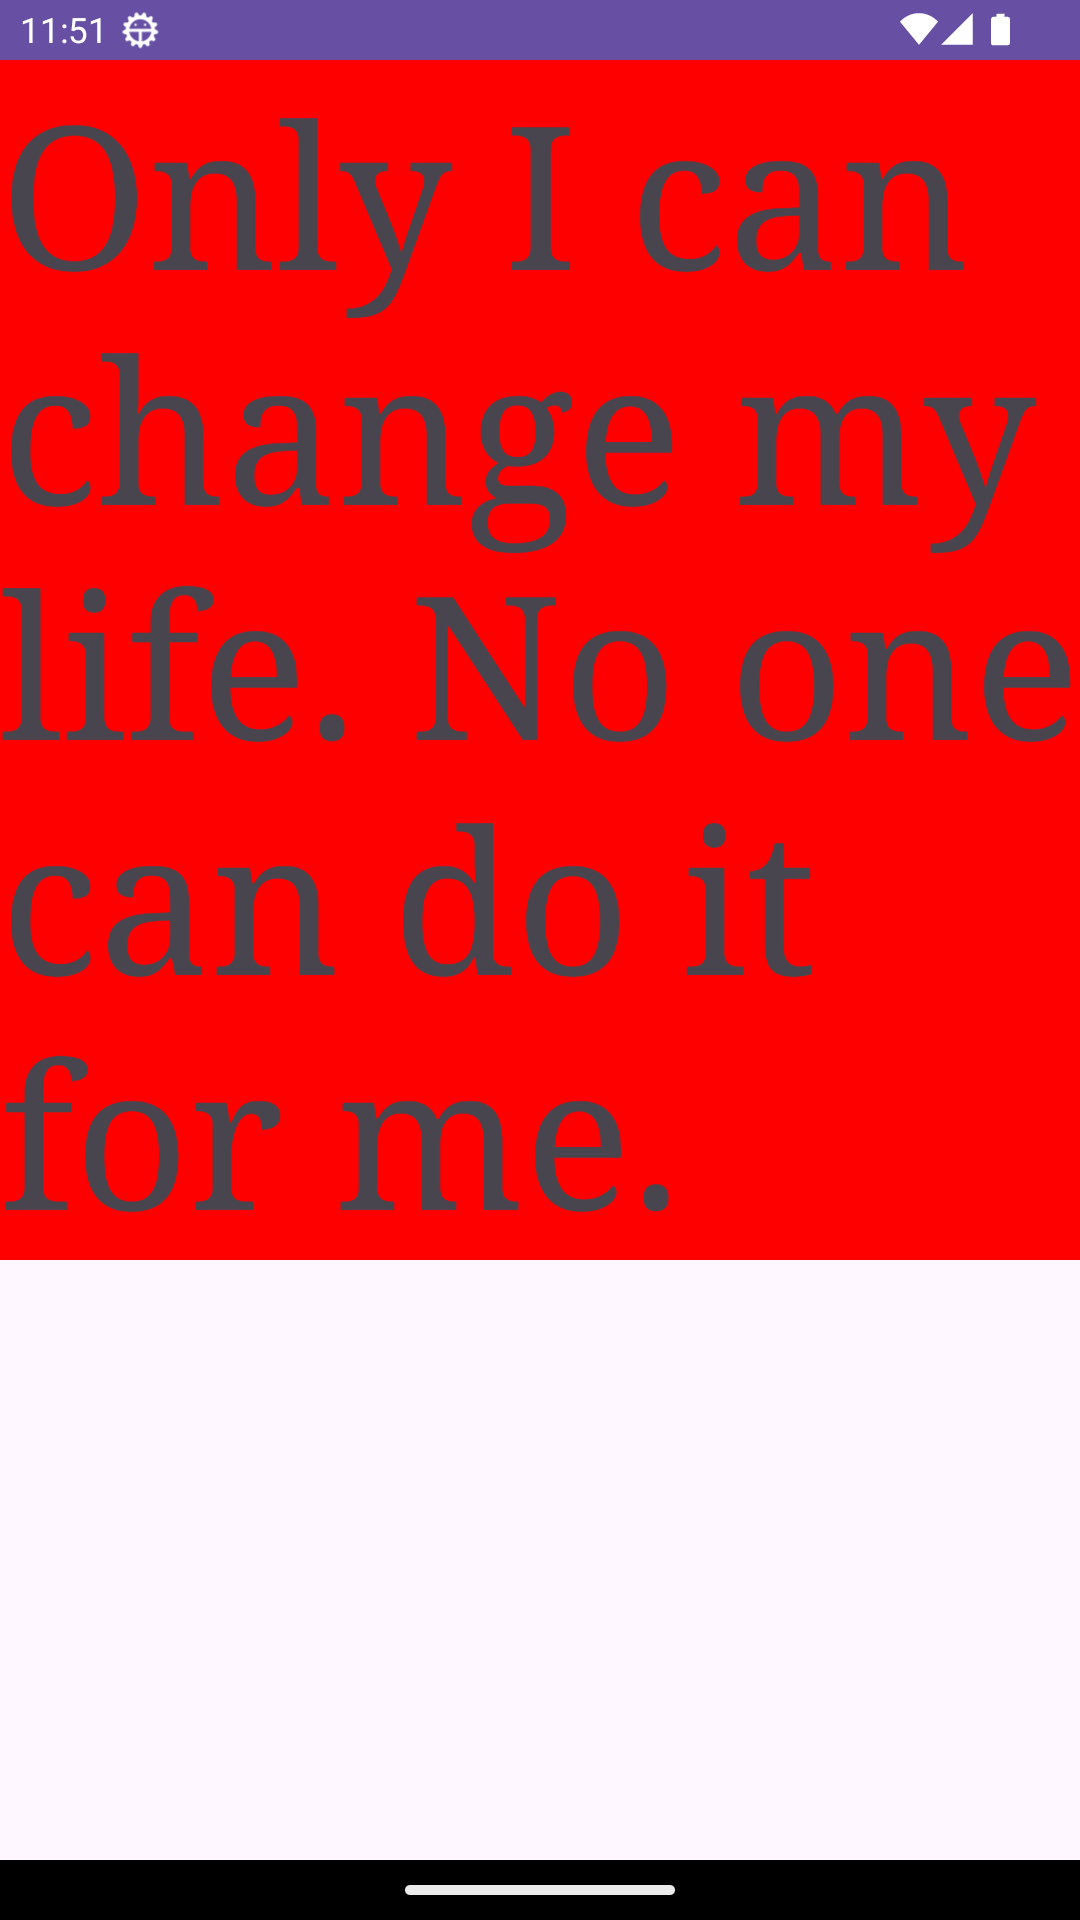 11:51
Only I can
change my
life. No one
can do it
for me.